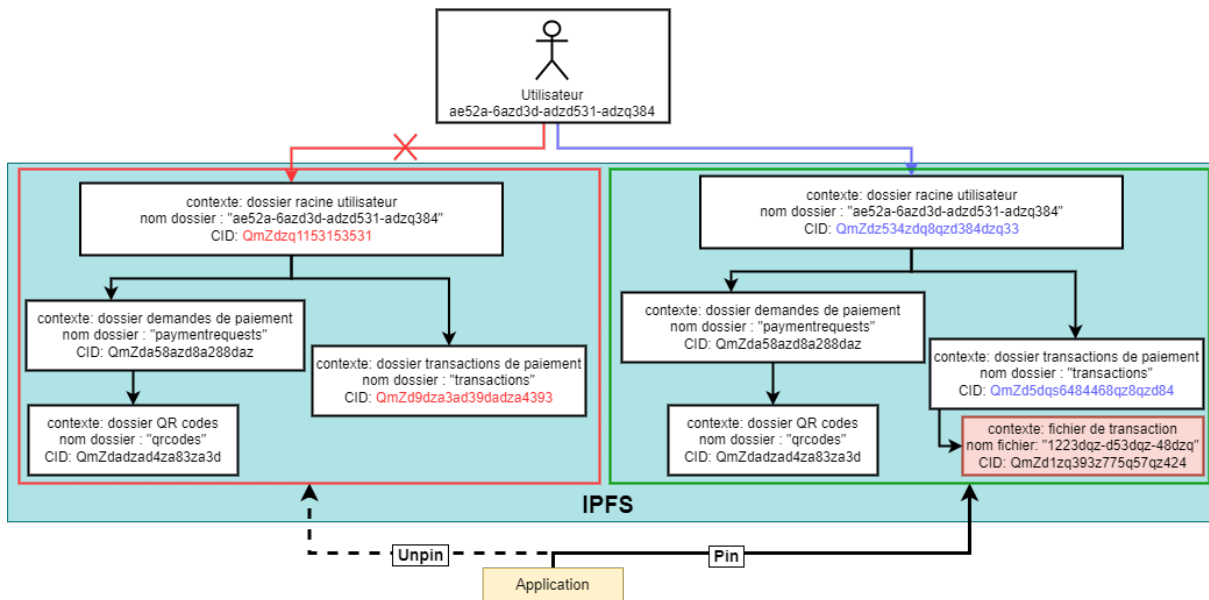 Utilisateur
ae52a-6azd3d-adzd531-adzq384
contexte: dossier racine utilisateur
nom dossier : "ae52a-6azd3d-adzd531-adzq384"
CID: QmZdzq1153153531
contexte: dossier demandes de paiement
nom dossier : "paymentrequests"
CID: QmZda58azd8a288daz
contexte: dossier transactions de paiement
nom dossier : "transactions"
CID: QmZd9dza3ad39dadza4393
contexte: dossier QR codes
nom dossier : "qrcodes"
CID: QmZdadzad4za83za3d
contexte: dossier racine utilisateur
nom dossier : "ae52a-6azd3d-adzd531-adzq384"
CID: QmZdz534zdq8qzd384dzq33
contexte: dossier demandes de paiement
nom dossier : "paymentrequests"
CID: QmZda58azd8a288daz
contexte: dossier transactions de paiement
nom dossier : "transactions"
CID: QmZd5dqs6484468qz8qzd84
contexte: dossier QR codes
nom dossier : "qrcodes"
CID: QmZdadzad4za83za3d
contexte: fichier de transaction
nom fichier: "1223dqz-d53dqz-48dzq"
CID: QmZd1zq393z775q57qz424
IPFS
Unpin
Pin
Application